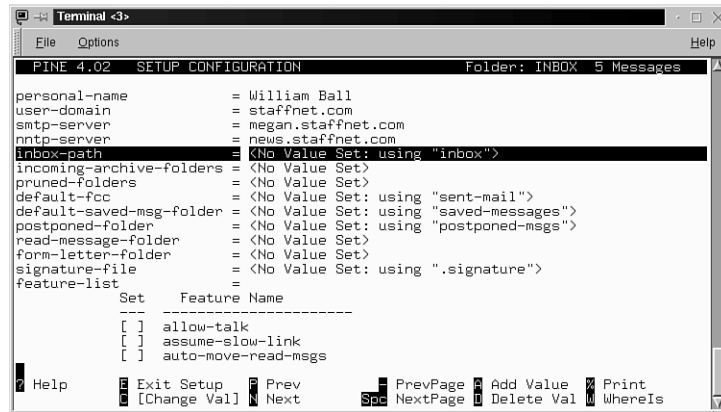 Terminal <3>
File Options Help
PINE 4.02 SETUP CONFIGURATION Folder: INBOX 5 Messages
personal-name = William Ball
user-domain = staffnet.com
smtp-server = megan.staffnet.com
nntp-server = news.staffnet.com
inbox-path = <No Value Set: using "inbox">
incoming-archive-folders = <No Value Set>
pruned-folders = <No Value Set>
default-fcc = <No Value Set: using "sent-mail">
default-saved-msg-folder = <No Value Set: using "saved-messages">
postponed-folder = <No Value Set: using "postponed-msgs">
read-message-folder = <No Value Set>
form-letter-folder = <No Value Set>
signature-file = <No Value Set: using ".signature">
feature-list =
Set Feature Name
--- ----------------------
[ ] allow-talk
[ ] assume-slow-link
[ ] auto-move-read-msgs
? Help E Exit Setup P Prev - PrevPage A Add Value % Print
C [Change Val] N Next Spc NextPage D Delete Val W WhereIs